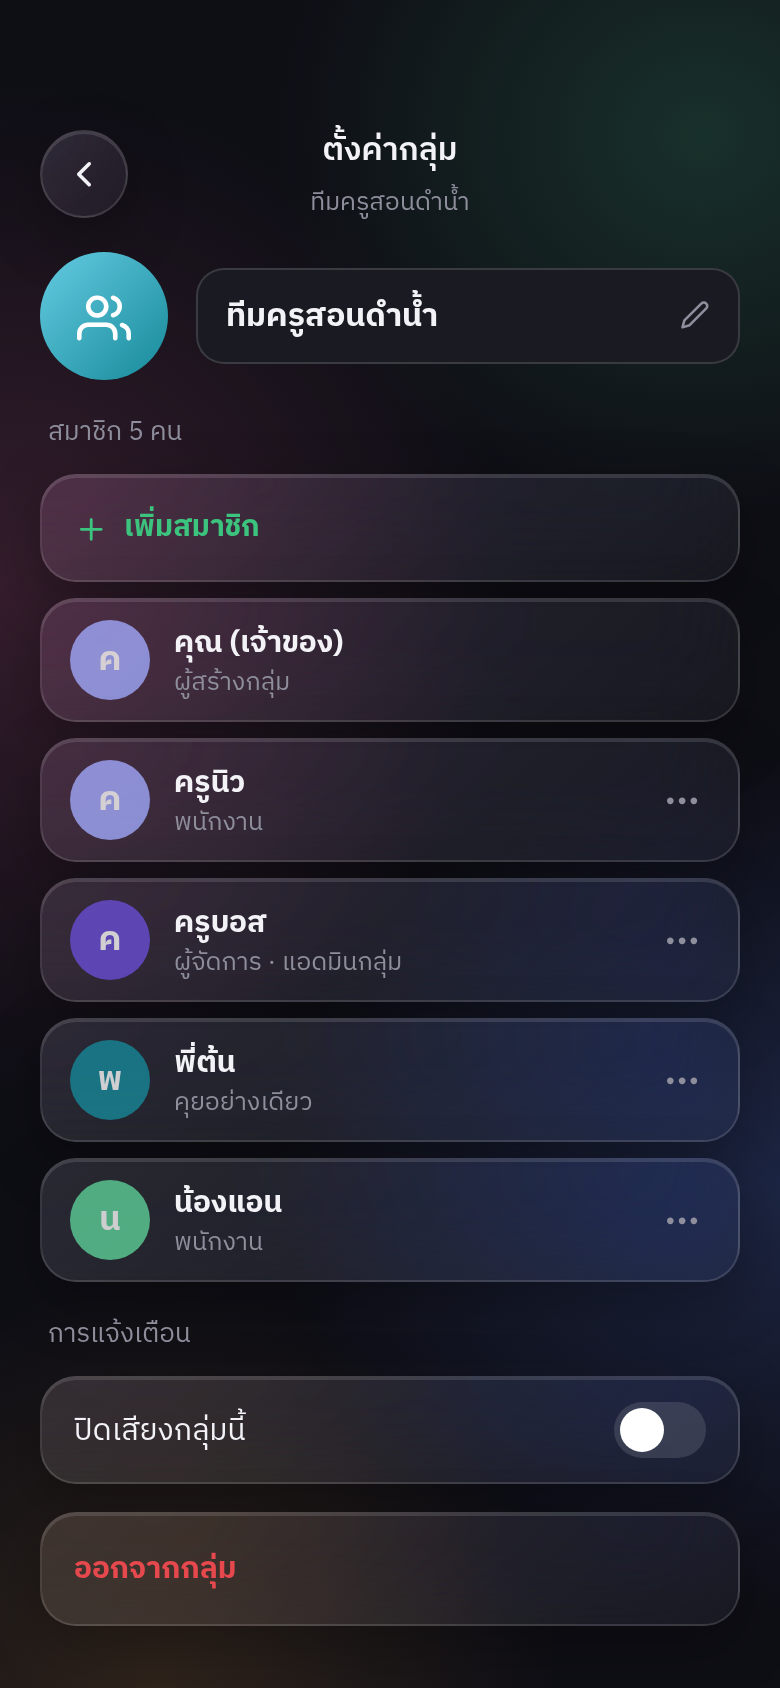 ตั้งค่ากลุ่ม
ทีมครูสอนดำน้ำ
ทีมครูสอนดำน้ำ
สมาชิก 5 คน
+ เพิ่มสมาชิก
ค
คุณ (เจ้าของ)
ผู้สร้างกลุ่ม
ค
ครูนิว
พนักงาน
ค
ครูบอส
ผู้จัดการ · แอดมินกลุ่ม
พ
พี่ต้น
คุยอย่างเดียว
น
น้องแอน
พนักงาน
การแจ้งเตือน
ปิดเสียงกลุ่มนี้
ออกจากกลุ่ม